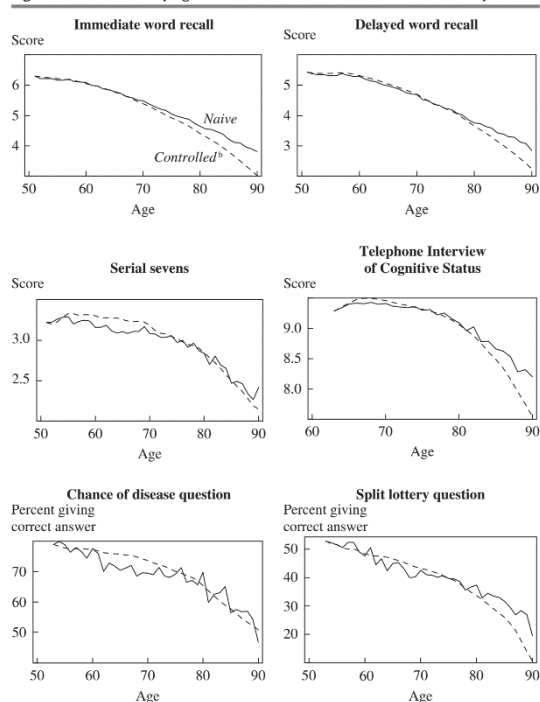 Immediate word recall
Score
6
5
4
Naive
Controlled b
50 60 70 80 90
Age
Delayed word recall
Score
5
4
3
50 60 70 80 90
Age
Serial sevens
Score
3.0
2.5
50 60 70 80 90
Age
Telephone Interview
of Cognitive Status
Score
9.0
8.5
8.0
60 70 80 90
Age
Chance of disease question
Percent giving
correct answer
70
60
50
50 60 70 80 90
Age
Split lottery question
Percent giving
correct answer
50
40
30
20
50 60 70 80 90
Age